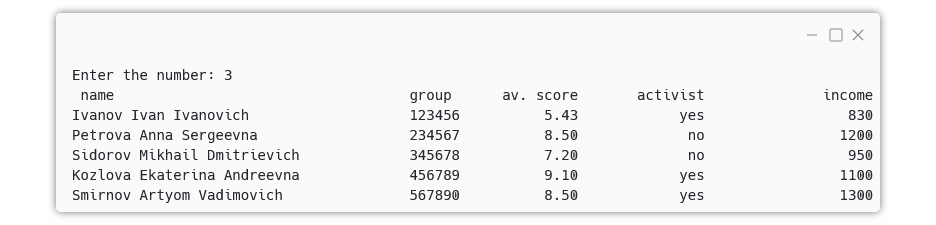 Enter the number: 3
name group av. score activist income
Ivanov Ivan Ivanovich 123456 5.43 yes 830
Petrova Anna Sergeevna 234567 8.50 no 1200
Sidorov Mikhail Dmitrievich 345678 7.20 no 950
Kozlova Ekaterina Andreevna 456789 9.10 yes 1100
Smirnov Artyom Vadimovich 567890 8.50 yes 1300